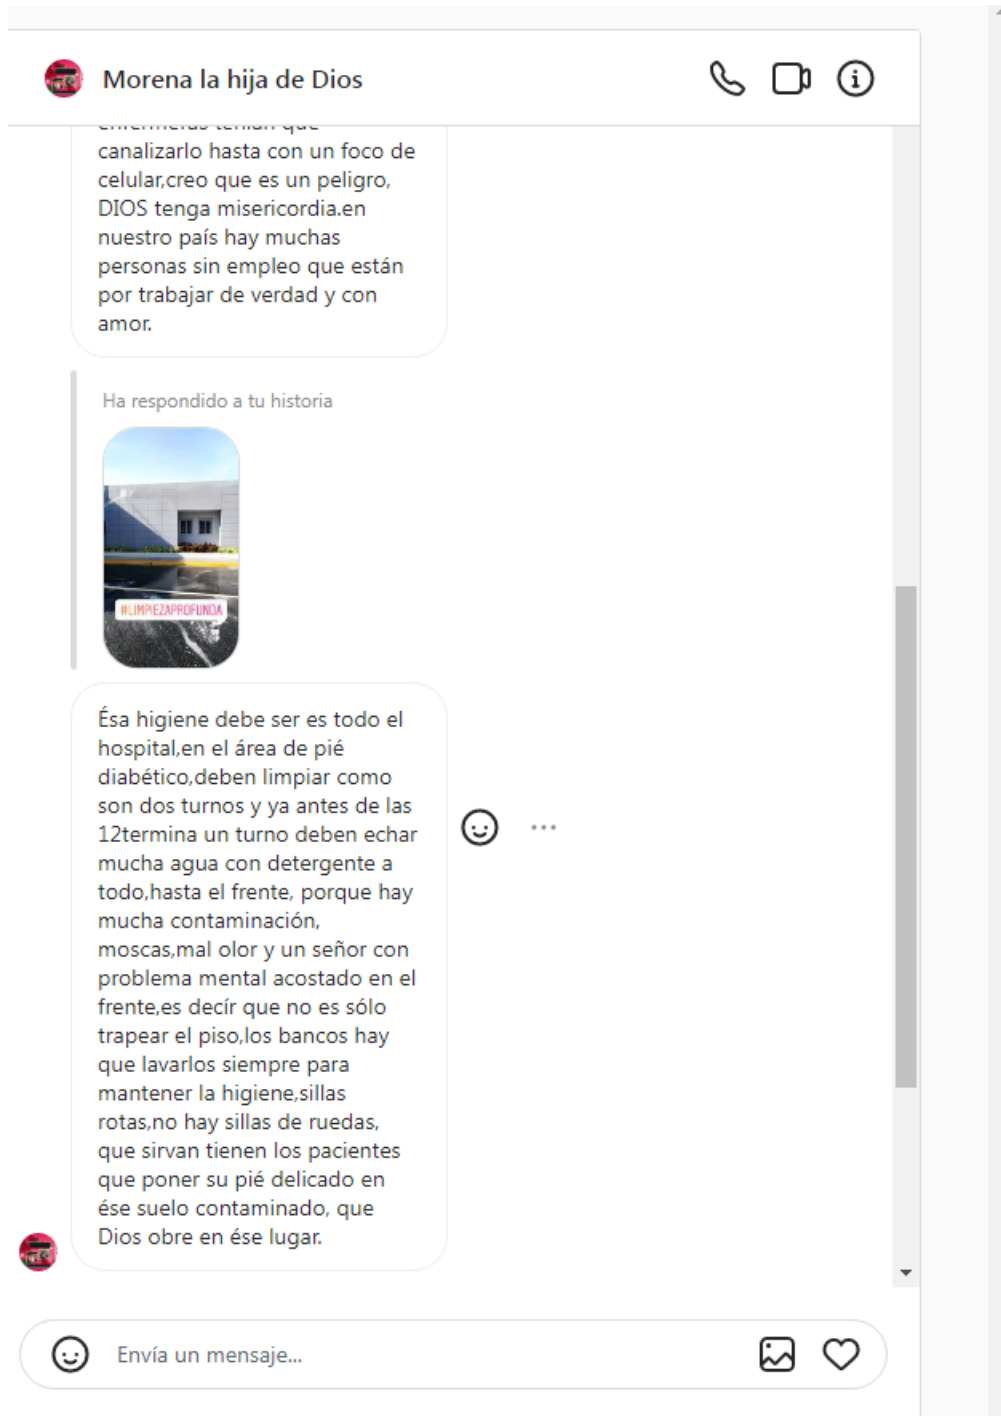 Morena la hija de Dios
enfermeras tenían que
canalizarlo hasta con un foco de
celular,creo que es un peligro,
DIOS tenga misericordia.en
nuestro país hay muchas
personas sin empleo que están
por trabajar de verdad y con
amor.
Ha respondido a tu historia
#LIMPIEZAPROFUNDA
Ésa higiene debe ser es todo el
hospital,en el área de pié
diabético,deben limpiar como
son dos turnos y ya antes de las
12termina un turno deben echar
mucha agua con detergente a
todo,hasta el frente, porque hay
mucha contaminación,
moscas,mal olor y un señor con
problema mental acostado en el
frente,es decír que no es sólo
trapear el piso,los bancos hay
que lavarlos siempre para
mantener la higiene,sillas
rotas,no hay sillas de ruedas,
que sirvan tienen los pacientes
que poner su pié delicado en
ése suelo contaminado, que
Dios obre en ése lugar.
Envía un mensaje...